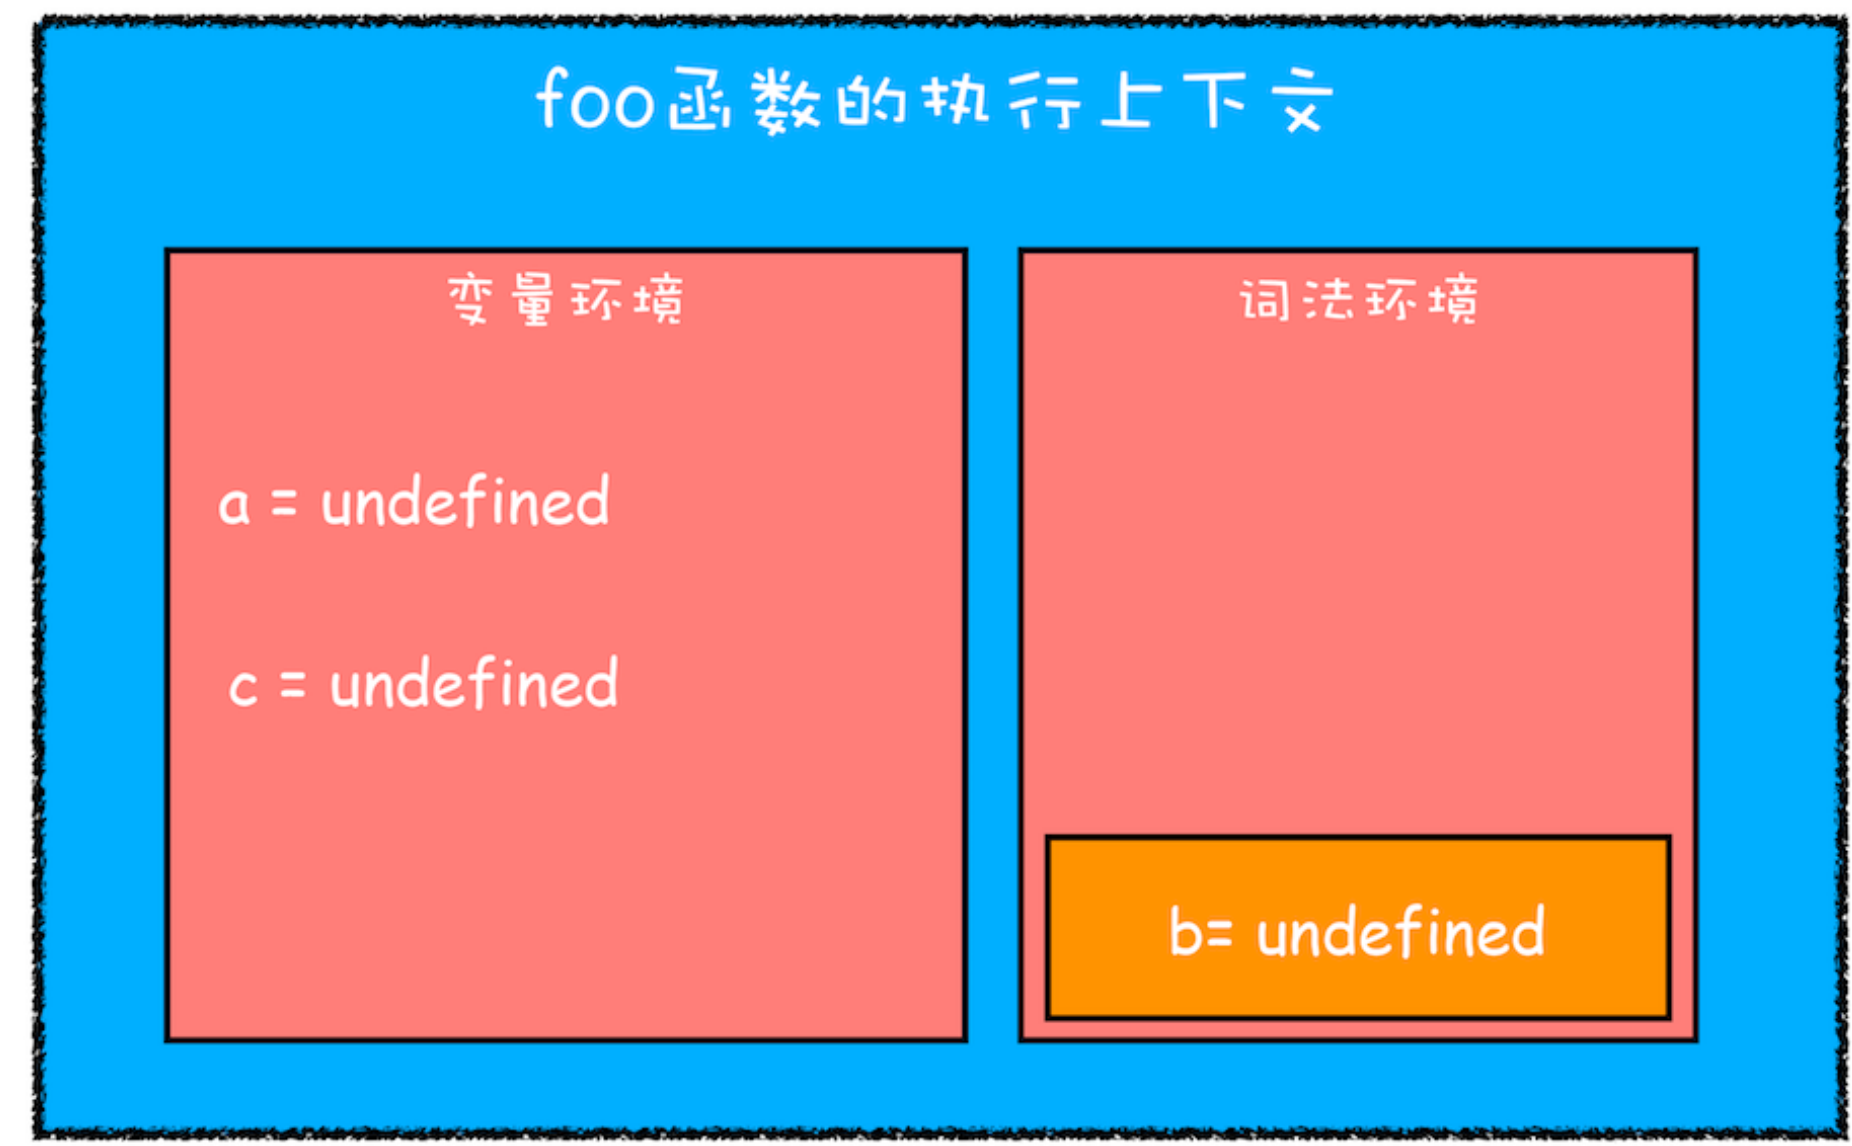 foo函数的执行上下文
变量环境
a = undefined
c = undefined
词法环境
b= undefined